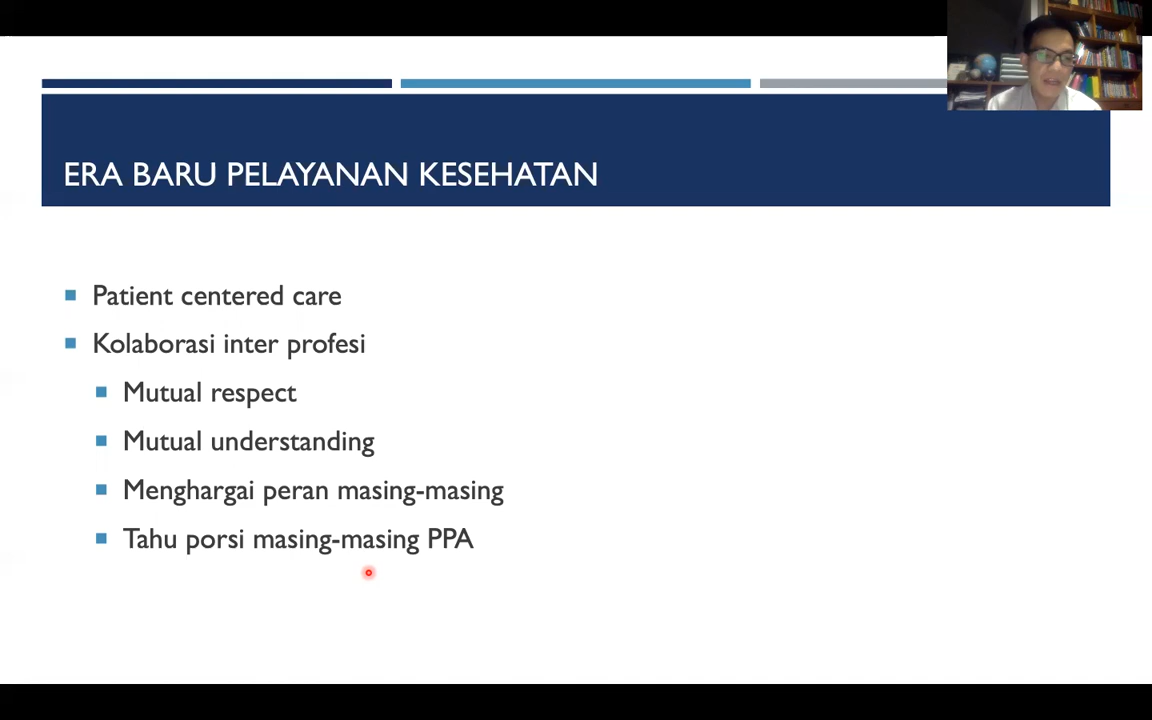 ERA BARU PELAYANAN KESEHATAN
Patient centered care
Kolaborasi inter profesi
Mutual respect
Mutual understanding
Menghargai peran masing-masing
Tahu porsi masing-masing PPA